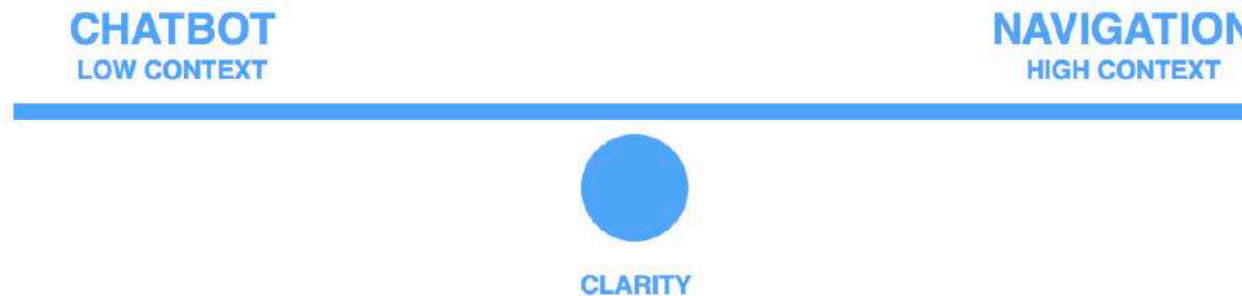 CHATBOT
LOW CONTEXT
NAVIGATION
HIGH CONTEXT
CLARITY